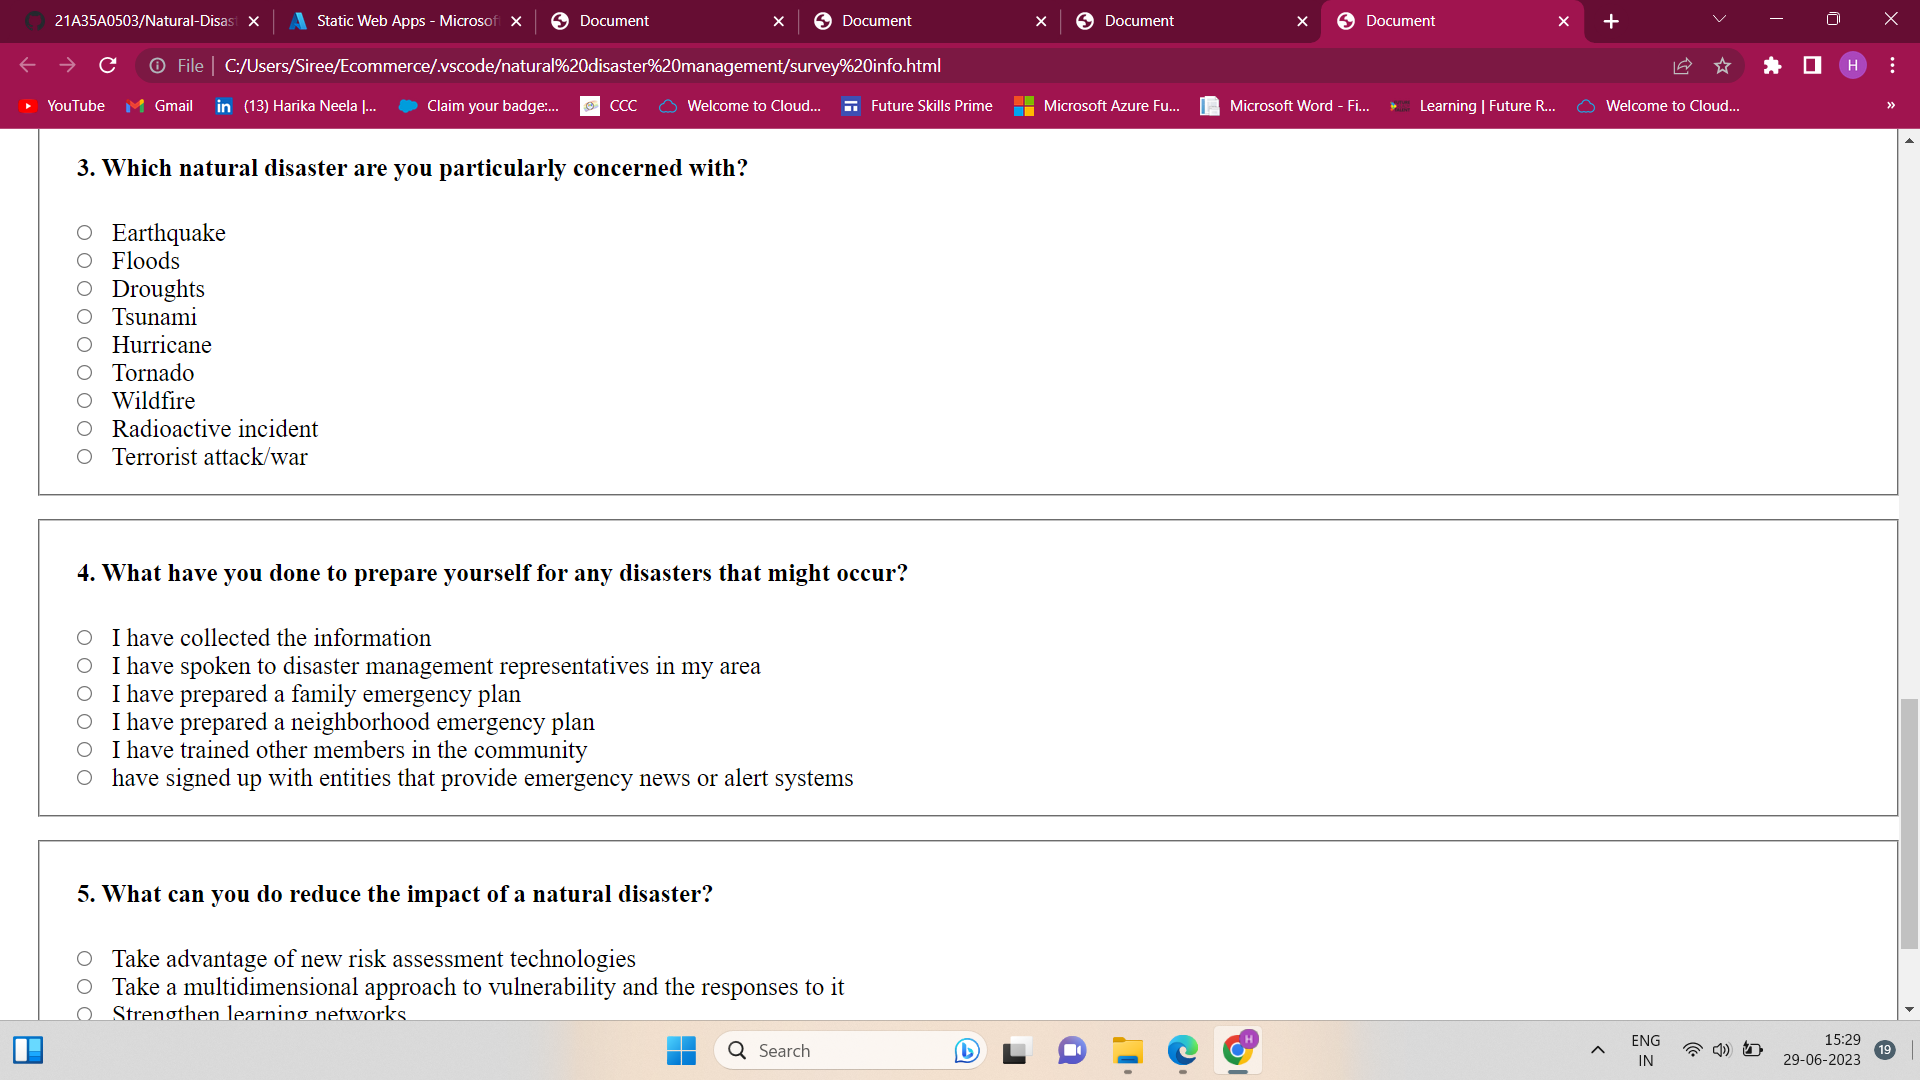 21A35A0503/Natural-Disas
Static Web Apps - Microsof
Document
Document
Document
Document
File
C:/Users/Siree/Ecommerce/.vscode/natural%20disaster%20management/survey%20info.html
H
YouTube
Gmail
(13) Harika Neela |...
Claim your badge:...
CCC
Welcome to Cloud...
Future Skills Prime
Microsoft Azure Fu...
Microsoft Word - Fi...
Learning | Future R...
Welcome to Cloud...
»
3. Which natural disaster are you particularly concerned with?
Earthquake
Floods
Droughts
Tsunami
Hurricane
Tornado
Wildfire
Radioactive incident
Terrorist attack/war
4. What have you done to prepare yourself for any disasters that might occur?
I have collected the information
I have spoken to disaster management representatives in my area
I have prepared a family emergency plan
I have prepared a neighborhood emergency plan
I have trained other members in the community
have signed up with entities that provide emergency news or alert systems
5. What can you do reduce the impact of a natural disaster?
Take advantage of new risk assessment technologies
Take a multidimensional approach to vulnerability and the responses to it
Strengthen learning networks
Search
H
ENG
IN
15:29
29-06-2023
19